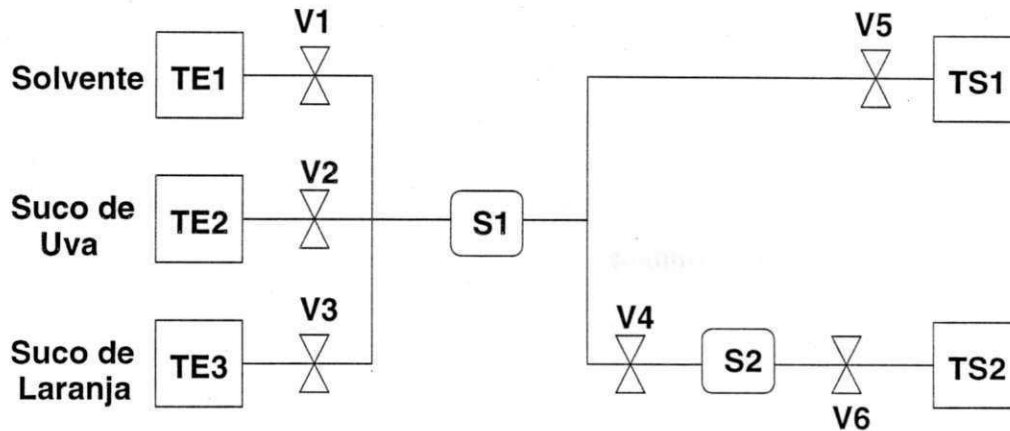 V1
V5
Solvente
TE1
TS1
V2
Suco de
Uva
TE2
S1
V3
V4
Suco de
Laranja
TE3
S2
TS2
V6